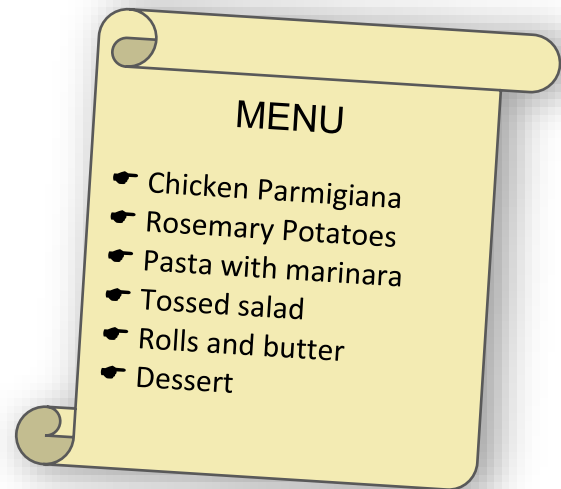 MENU
☛ Chicken Parmigiana
☛ Rosemary Potatoes
☛ Pasta with marinara
☛ Tossed salad
☛ Rolls and butter
☛ Dessert